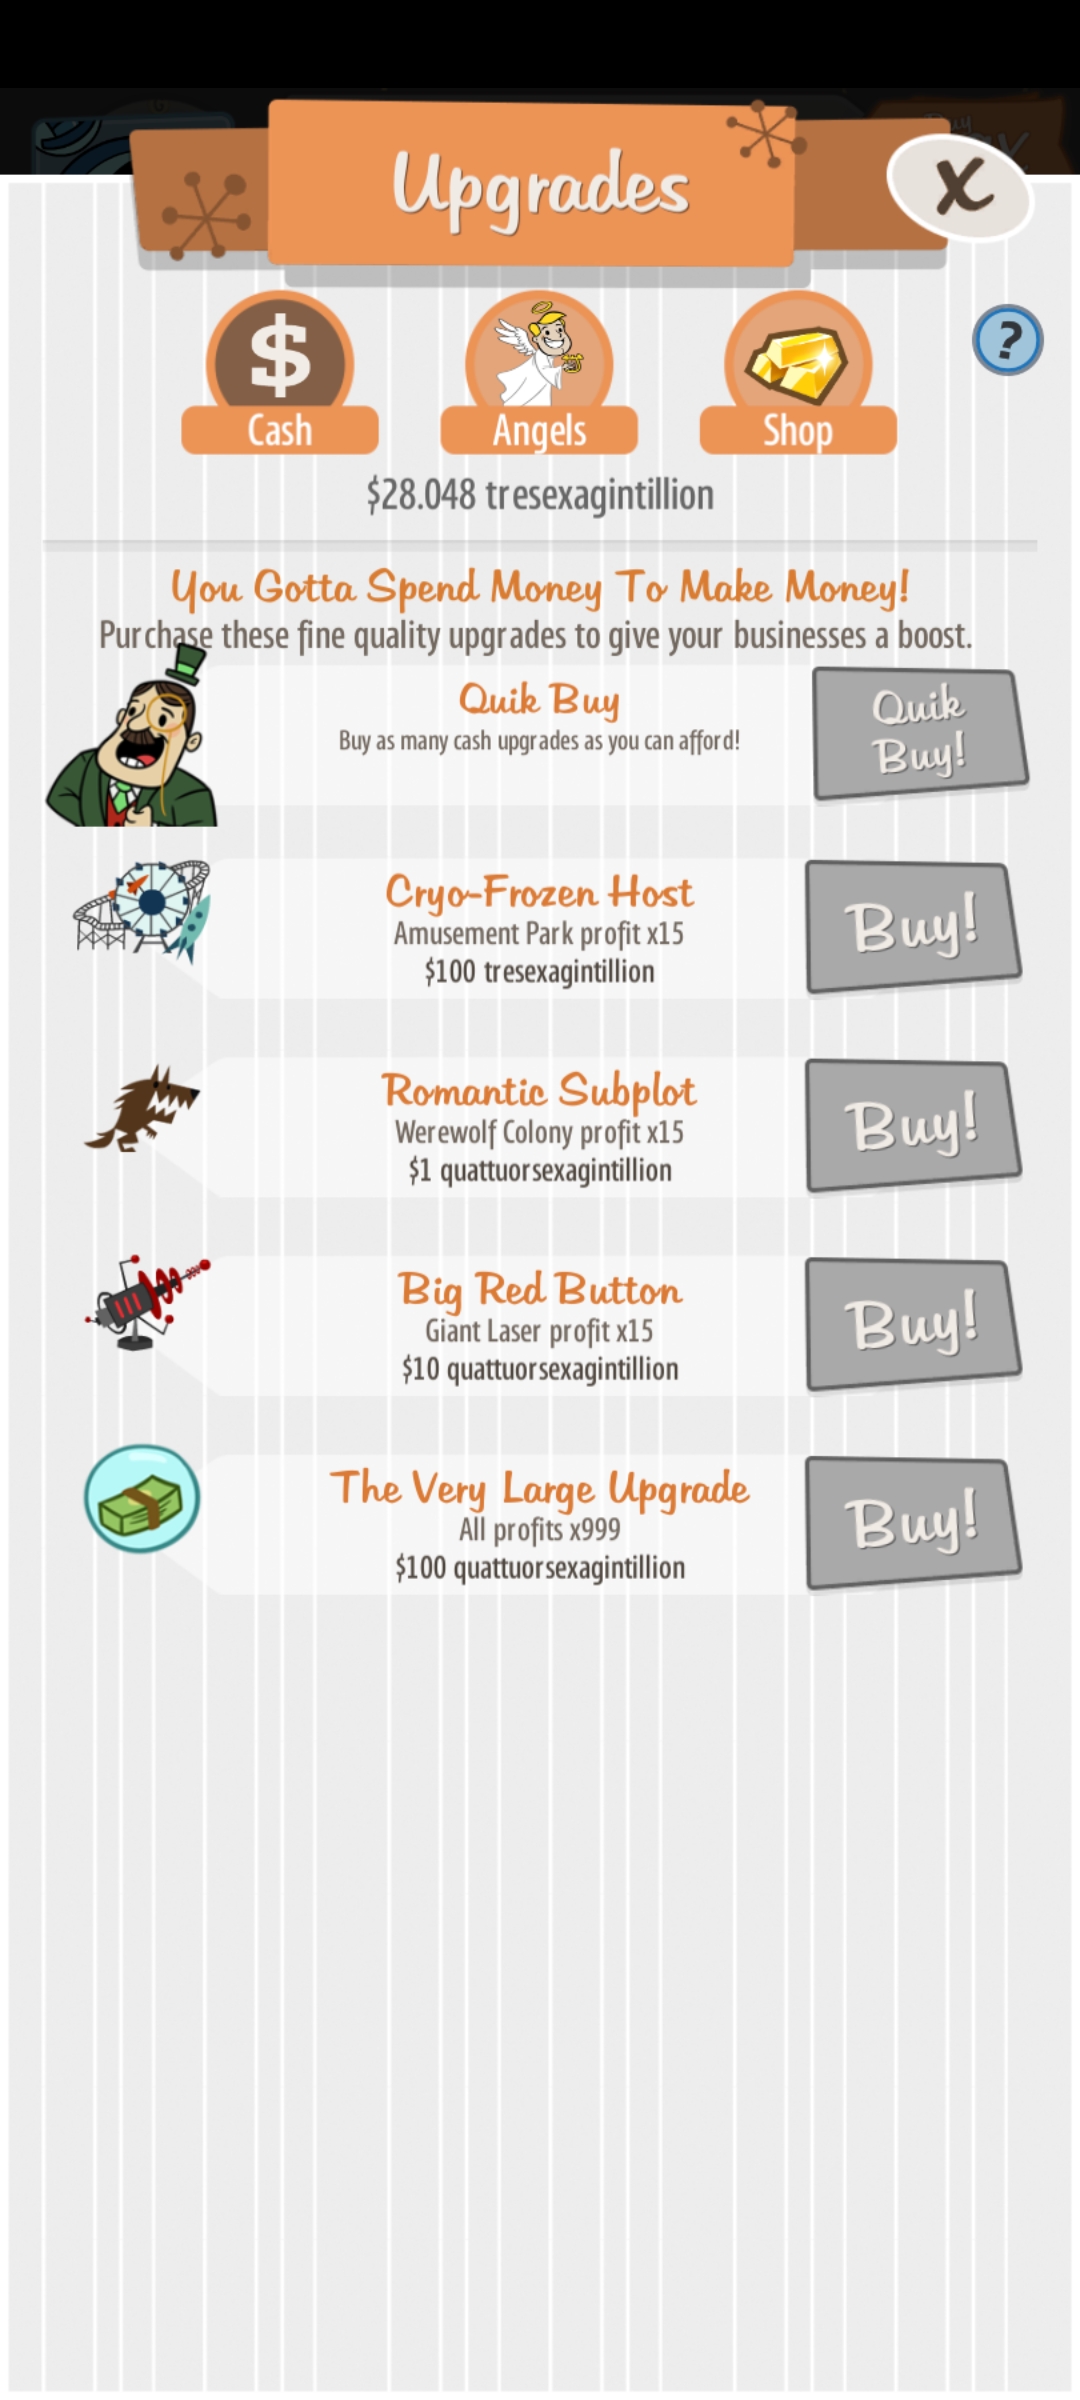 Upgrades
X
?
$
Cash
Angels
Shop
$28.048 tresexagintillion
You Gotta Spend Money To Make Money!
Purchase these fine quality upgrades to give your businesses a boost.
Quik Buy
Buy as many cash upgrades as you can afford!
Quik
Buy!
Cryo-Frozen Host
Amusement Park profit x15
$100 tresexagintillion
Buy!
Romantic Subplot
Werewolf Colony profit x15
$1 quattuorsexagintillion
Buy!
Big Red Button
Giant Laser profit x15
$10 quattuorsexagintillion
Buy!
The Very Large Upgrade
All profits x999
$100 quattuorsexagintillion
Buy!